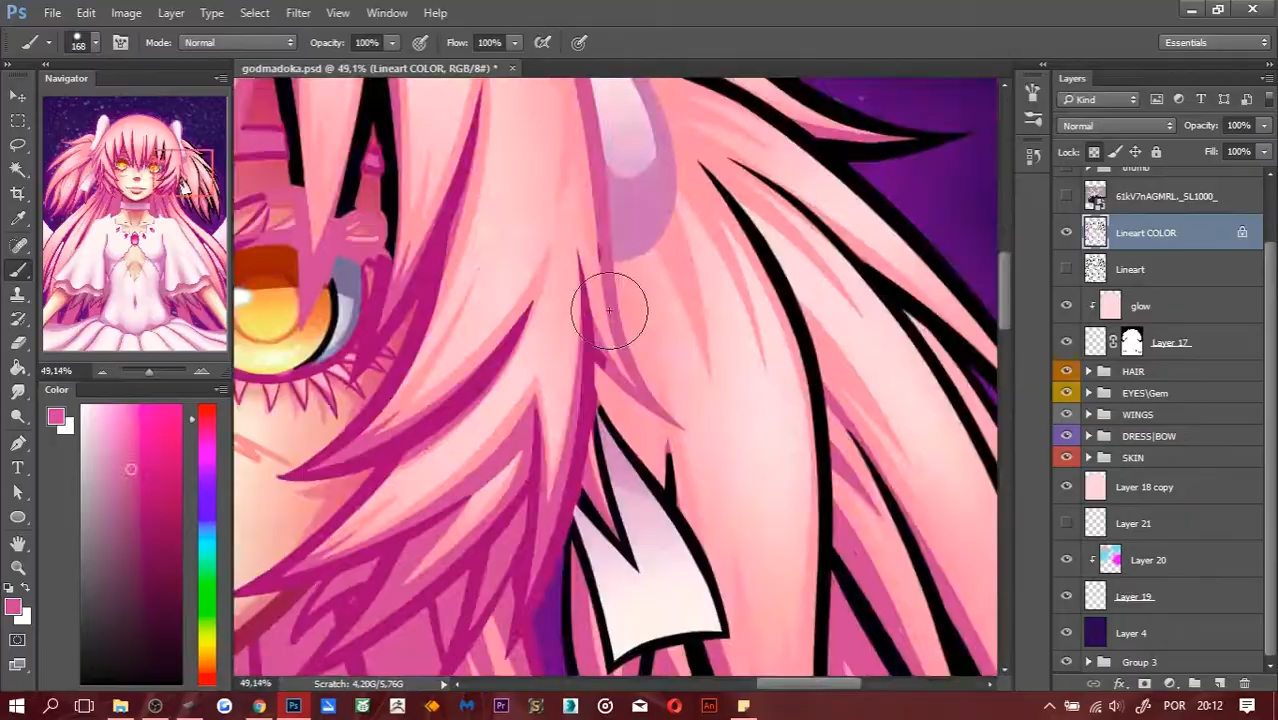 Ps File Edit Image Layer Type Select Filter View Window Help
168 Mode: Normal Opacity: 100% Flow: 100% Essentials
Navigator
godmadoka.psd @ 49,1% (Lineart COLOR, RGB/8#) *
Layers
Kind
Normal Opacity: 100%
Lock: Fill: 100%
thumb
61kV7nAGMRL._SL1000_
Lineart COLOR
Lineart
glow
Layer 17
49,14%
HAIR
Color
EYES\Gem
WINGS
DRESS|BOW
SKIN
Layer 18 copy
Layer 21
Layer 20
Layer 19
Layer 4
Group 3
49,14% Scratch: 4,20G/5,76G
Ps Pr An POR 20:12